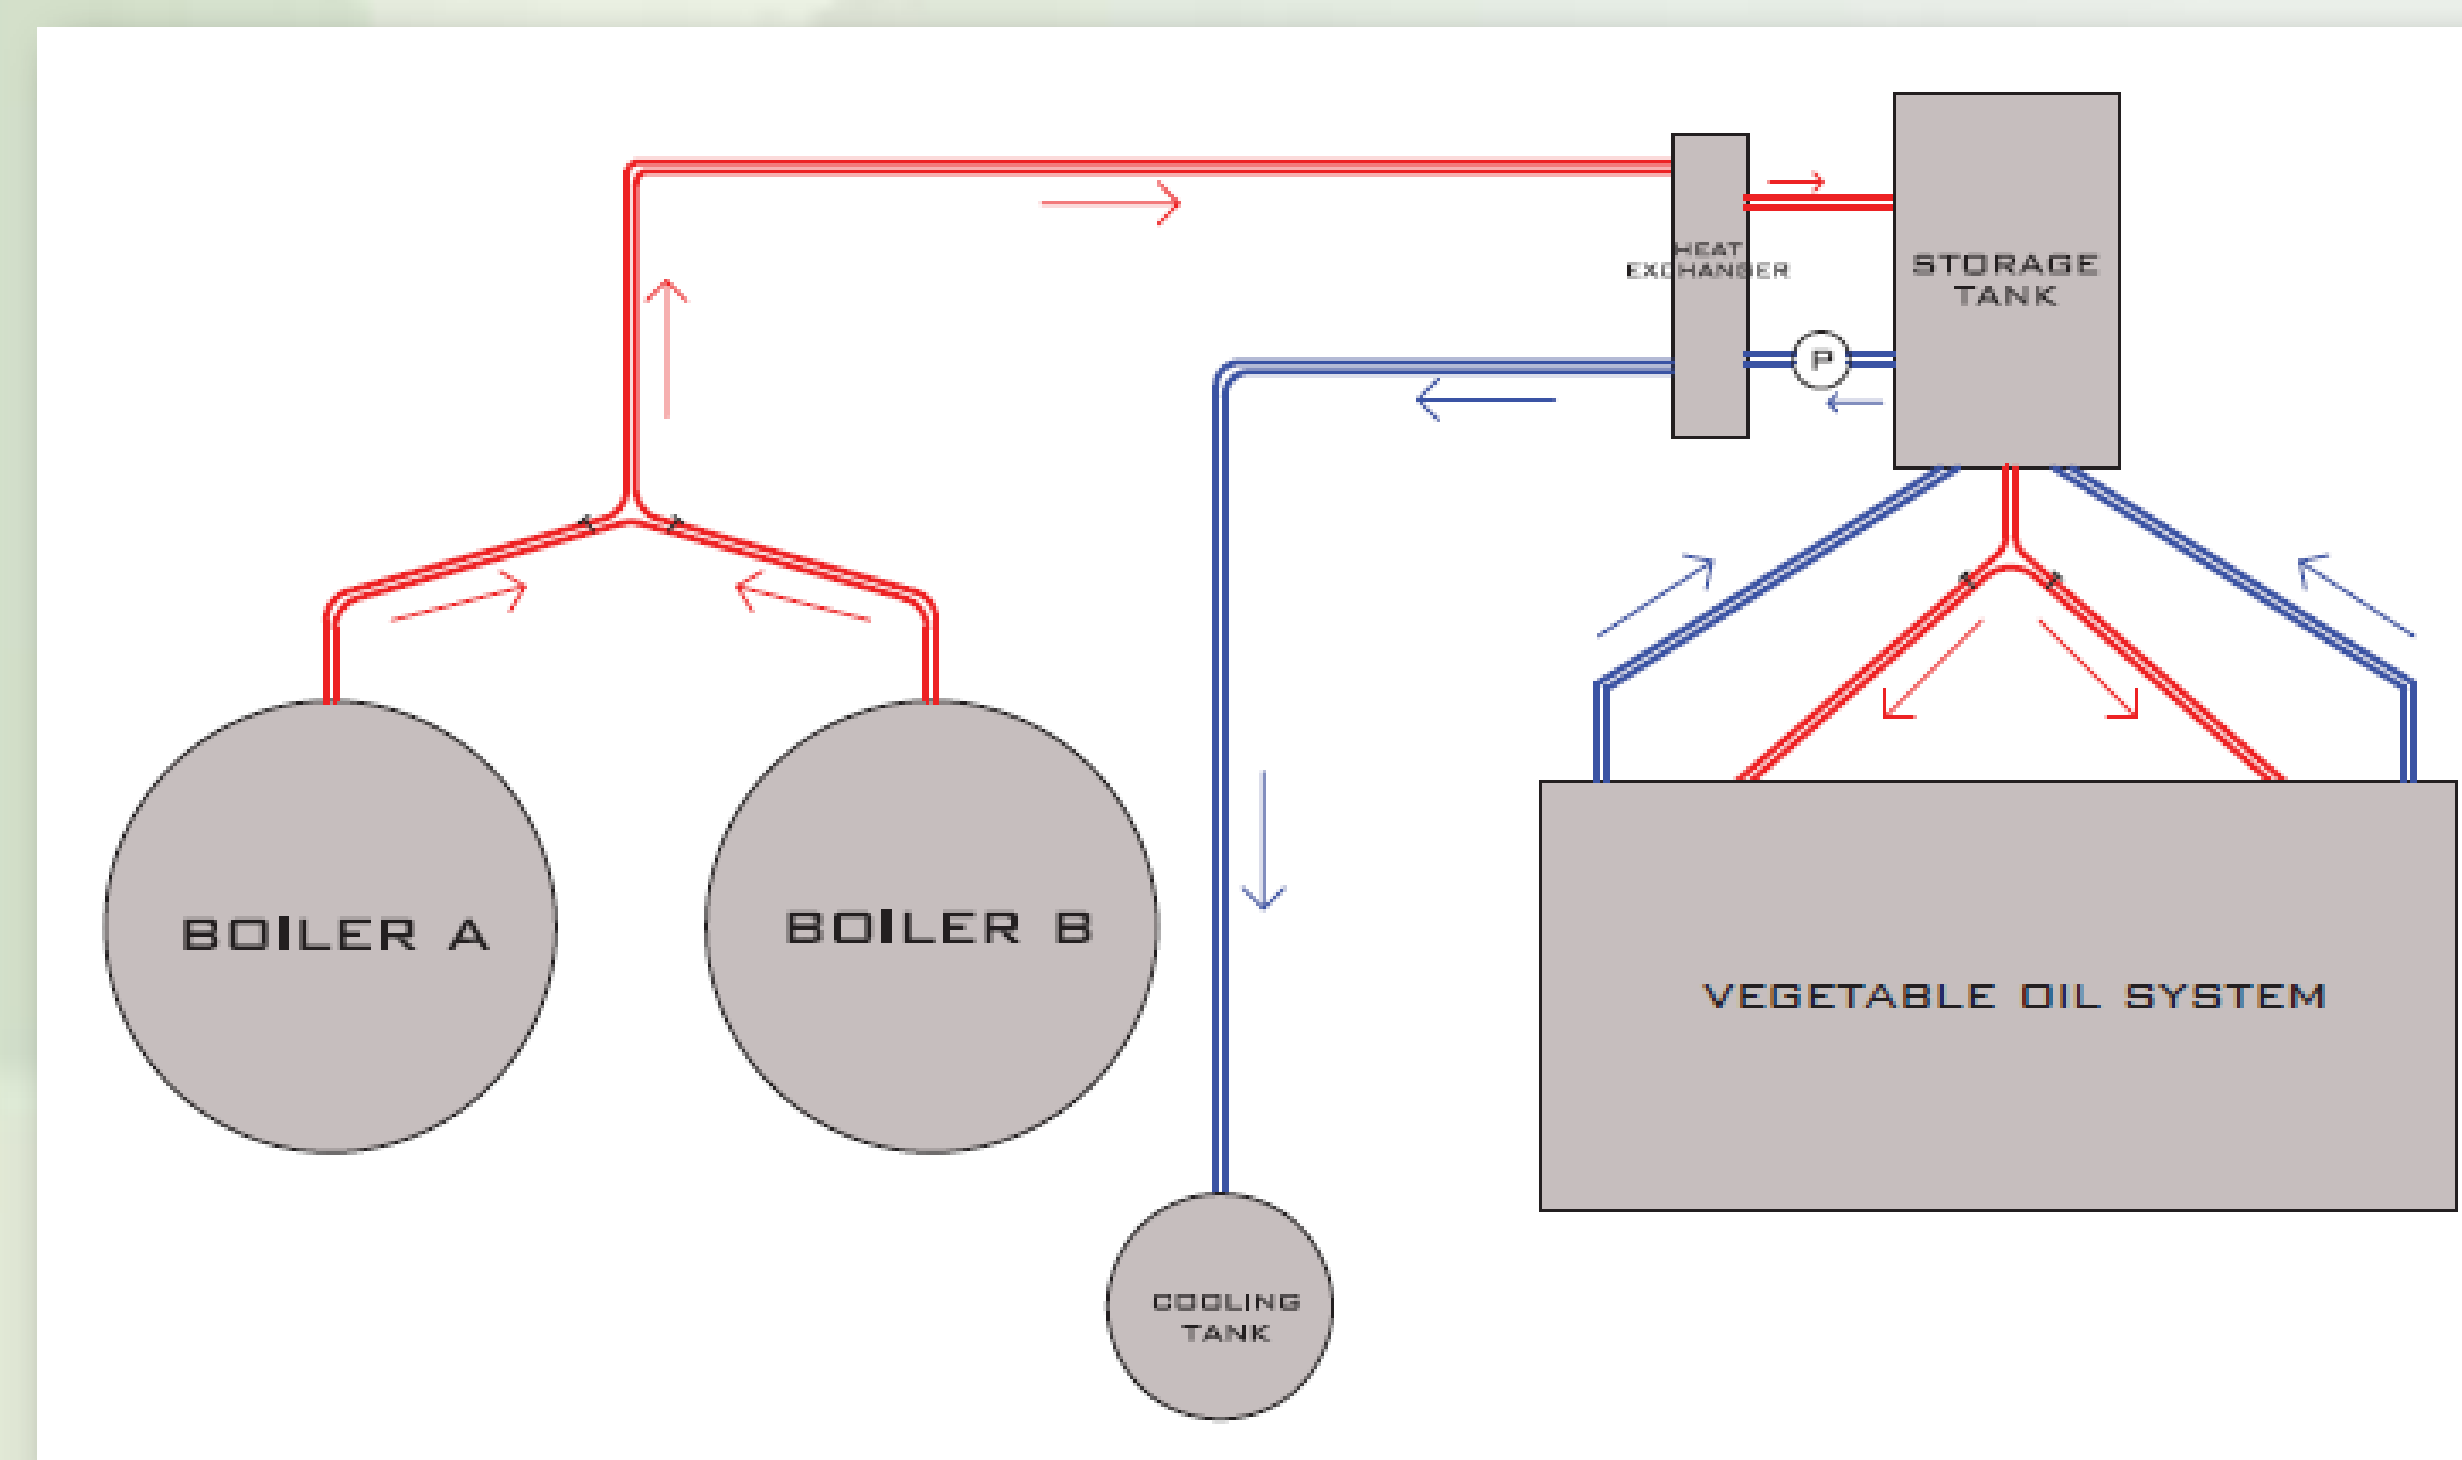 HEAT
EXCHANGER
STORAGE
TANK
P
BOILER A
BOILER B
VEGETABLE OIL SYSTEM
COOLING
TANK